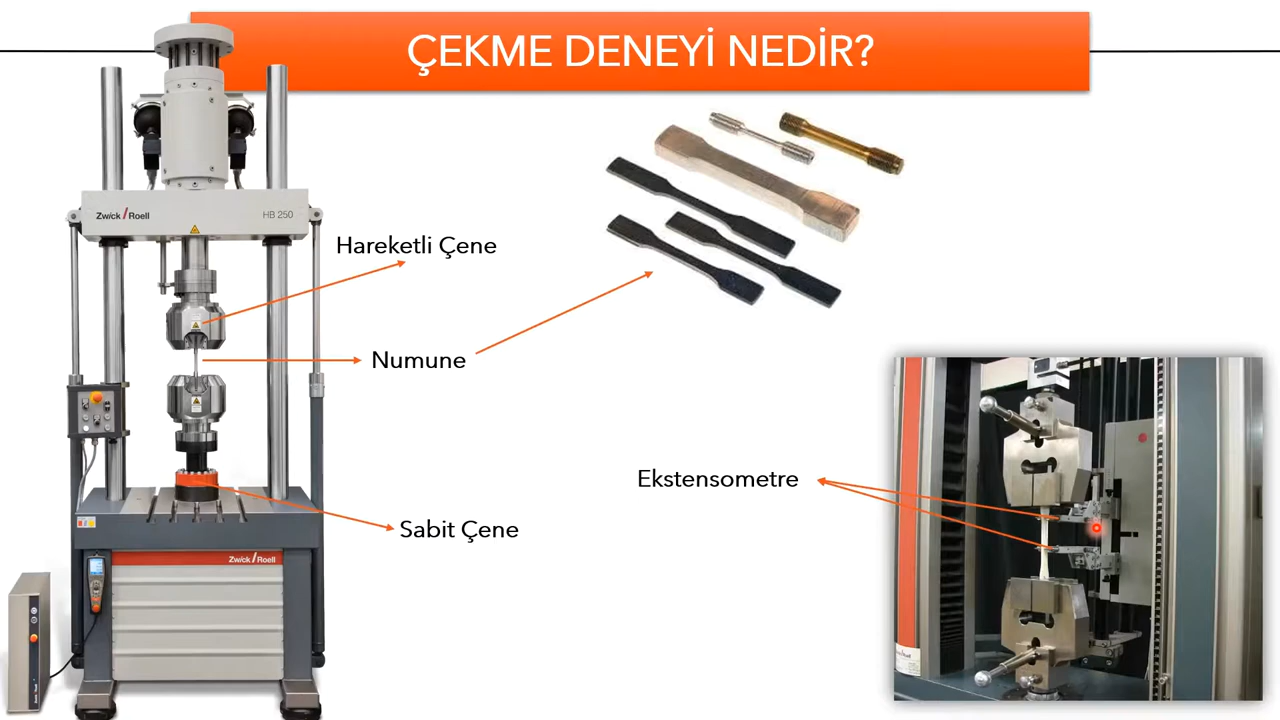 ÇEKME DENEYİ NEDİR?
Zwick / Roell
HB 250
Hareketli Çene
Numune
Ekstensometre
Sabit Çene
Zwick / Roell